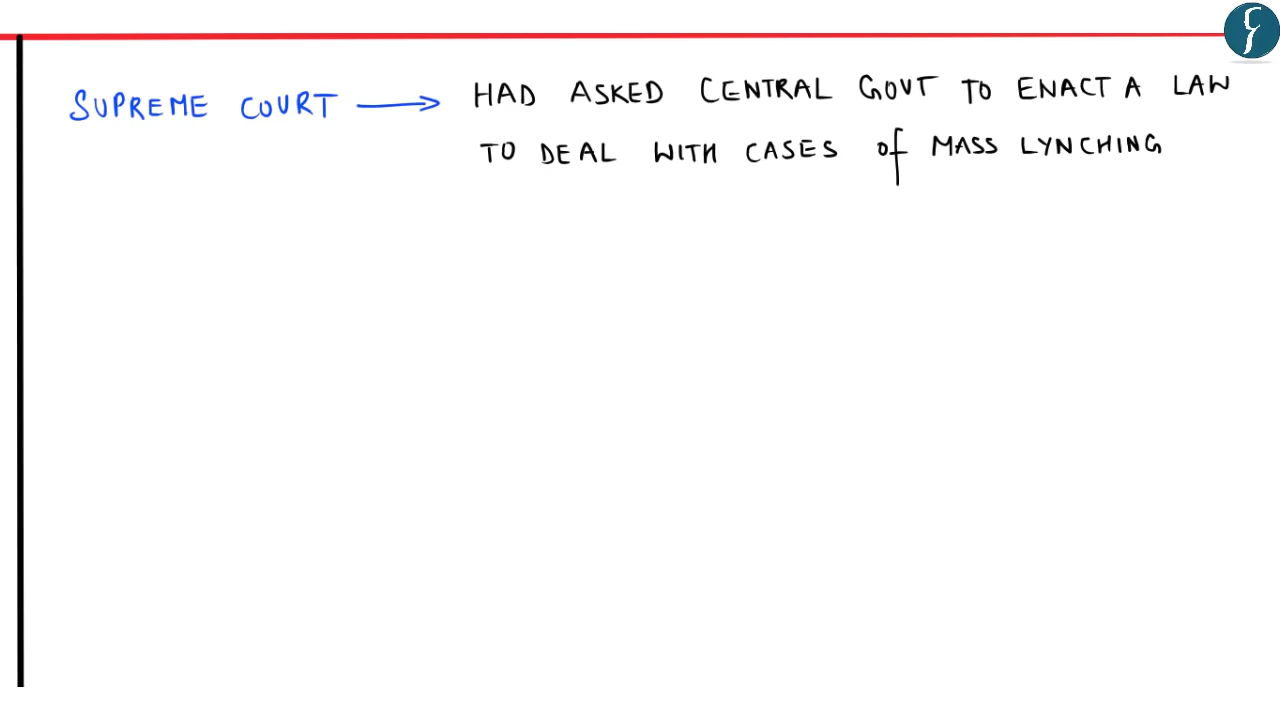 SUPREME COURT → HAD ASKED CENTRAL GOVT TO ENACT A LAW
TO DEAL WITH CASES Of MASS LYNCHING